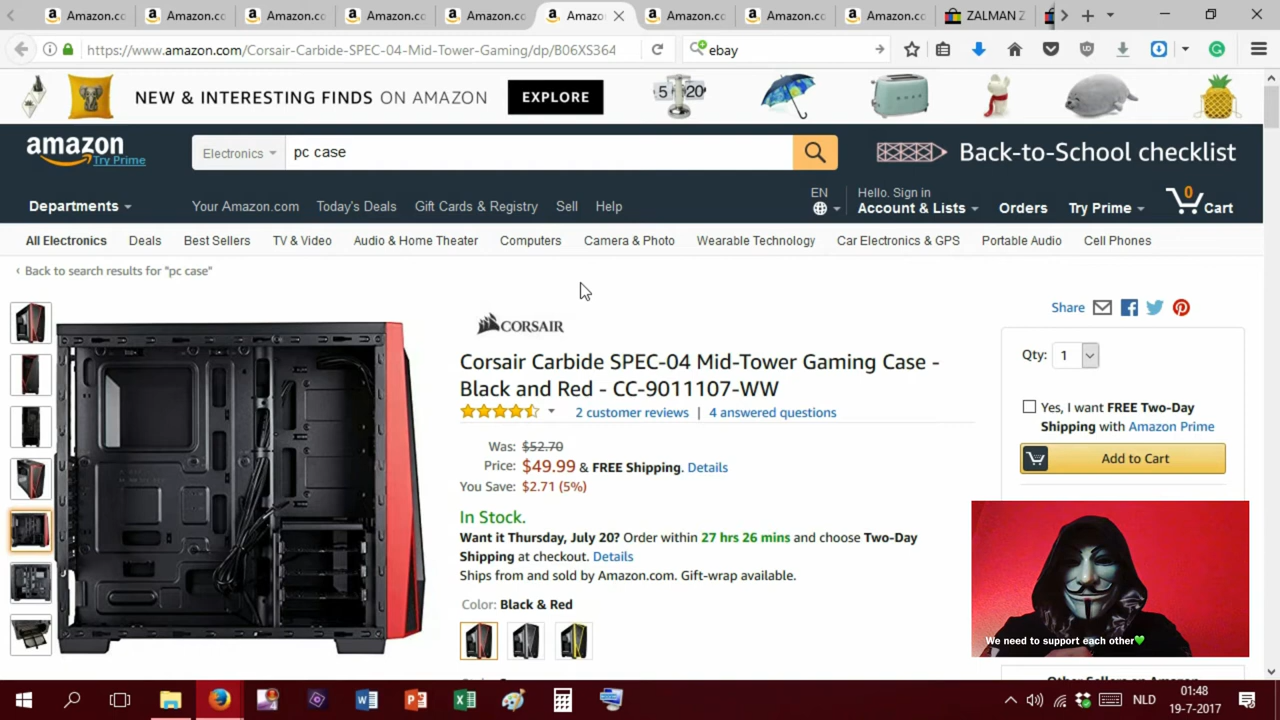 Amazon.co
Amazon.co
Amazon.co
Amazon.co
Amazon.co
Amazo
Amazon.co
Amazon.co
Amazon.co
ZALMAN Z
https://www.amazon.com/Corsair-Carbide-SPEC-04-Mid-Tower-Gaming/dp/B06XS364
ebay
NEW & INTERESTING FINDS ON AMAZON
EXPLORE
5 20
amazon
Try Prime
Electronics
pc case
Back-to-School checklist
Departments
Your Amazon.com Today's Deals Gift Cards & Registry Sell Help
EN
Hello. Sign in
Account & Lists
Orders
Try Prime
0
Cart
All Electronics Deals Best Sellers TV & Video Audio & Home Theater Computers Camera & Photo Wearable Technology Car Electronics & GPS Portable Audio Cell Phones
‹ Back to search results for "pc case"
CORSAIR
Corsair Carbide SPEC-04 Mid-Tower Gaming Case -
Black and Red - CC-9011107-WW
2 customer reviews | 4 answered questions
Was: $52.70
Price: $49.99 & FREE Shipping. Details
You Save: $2.71 (5%)
In Stock.
Want it Thursday, July 20? Order within 27 hrs 26 mins and choose Two-Day
Shipping at checkout. Details
Ships from and sold by Amazon.com. Gift-wrap available.
Color: Black & Red
Share
Qty: 1
Yes, I want FREE Two-Day
Shipping with Amazon Prime
Add to Cart
We need to support each other💚
Other Sellers on Amazon
NLD
01:48
19-7-2017